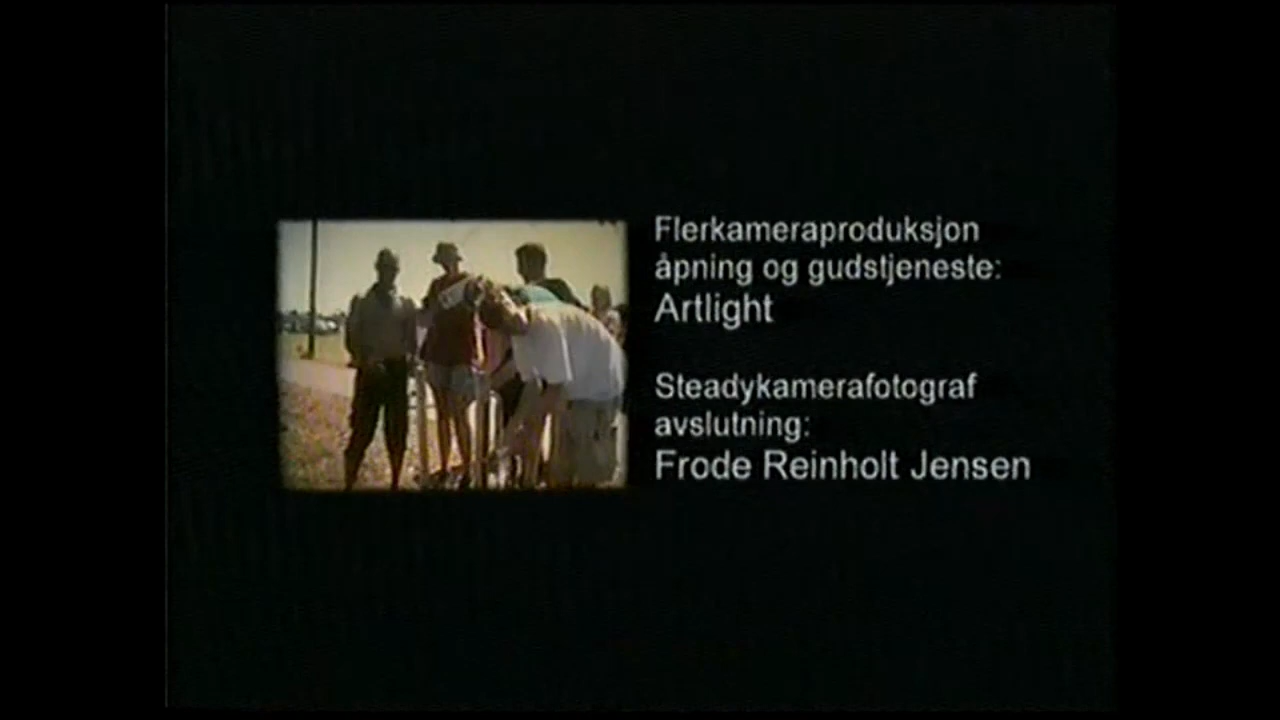 Flerkameraproduksjon
åpning og gudstjeneste:
Artlight
Steadykamerafotograf
avslutning:
Frode Reinholt Jensen